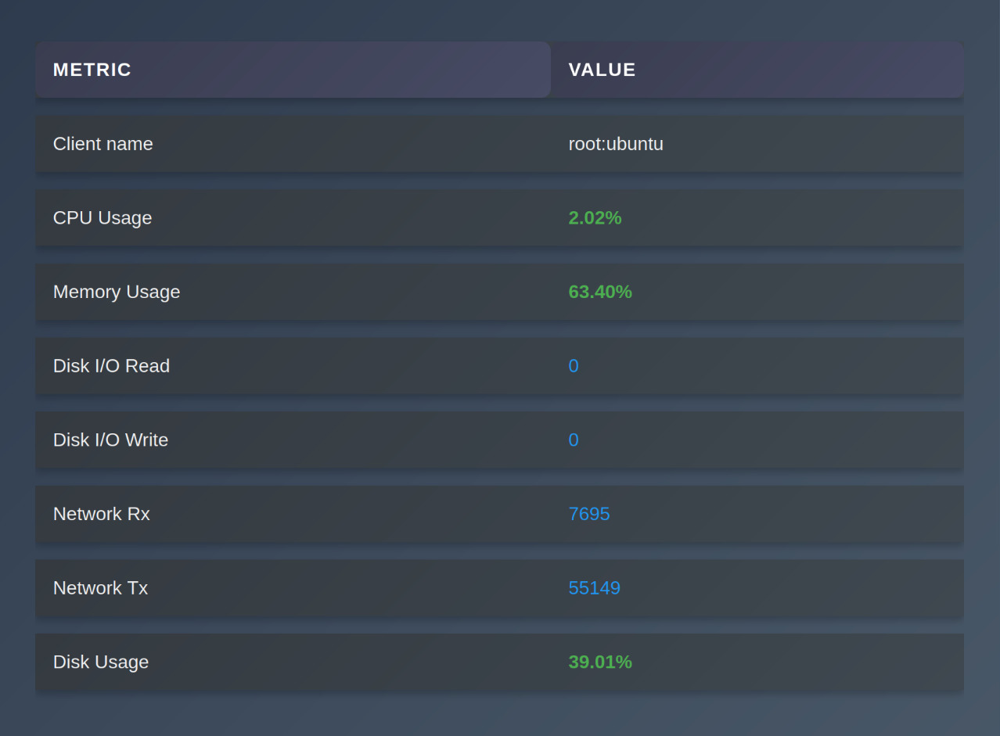 METRIC VALUE
Client name root:ubuntu
CPU Usage 2.02%
Memory Usage 63.40%
Disk I/O Read 0
Disk I/O Write 0
Network Rx 7695
Network Tx 55149
Disk Usage 39.01%